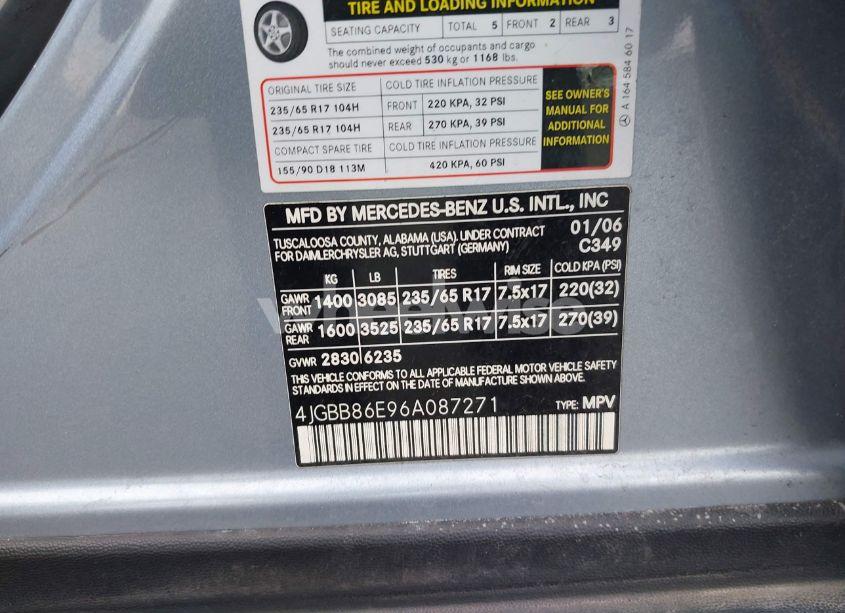 TIRE AND LOADING INFORMATION
SEATING CAPACITY TOTAL 5 FRONT 2 REAR 3
The combined weight of occupants and cargo
should never exceed 530 kg or 1168 lbs.
ORIGINAL TIRE SIZE COLD TIRE INFLATION PRESSURE
235/65 R17 104H FRONT 220 KPA, 32 PSI
235/65 R17 104H REAR 270 KPA, 39 PSI
COMPACT SPARE TIRE COLD TIRE INFLATION PRESSURE
155/90 D18 113M 420 KPA, 60 PSI
SEE OWNER'S
MANUAL FOR
ADDITIONAL
INFORMATION
A 164 584 60 17
MFD BY MERCEDES-BENZ U.S. INTL., INC
TUSCALOOSA COUNTY, ALABAMA (USA). UNDER CONTRACT 01/06
FOR DAIMLERCHRYSLER AG, STUTTGART (GERMANY) C349
KG LB TIRES RIM SIZE COLD KPA (PSI)
GAWR FRONT 1400 3085 235/65 R17 7.5x17 220(32)
GAWR REAR 1600 3525 235/65 R17 7.5x17 270(39)
GVWR 2830 6235
THIS VEHICLE CONFORMS TO ALL APPLICABLE FEDERAL MOTOR VEHICLE SAFETY
STANDARDS IN EFFECT ON THE DATE OF MANUFACTURE SHOWN ABOVE.
4JGBB86E96A087271 TYPE: MPV
wheelwise